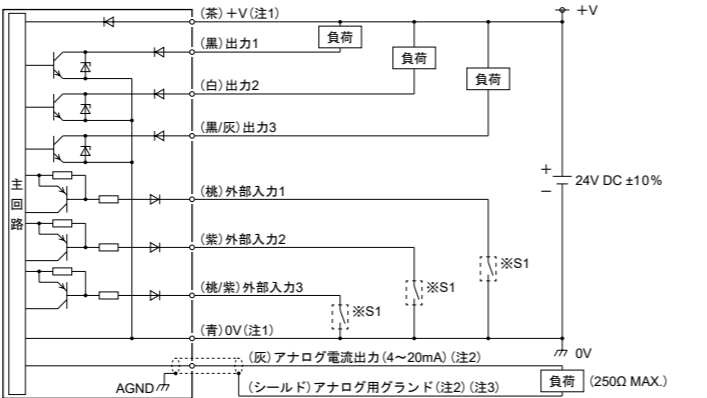 (茶)+V(注1)
+V
負荷
(黒)出力1
負荷
(白)出力2
負荷
(黒/灰)出力3
主回路
+
−
24V DC ±10%
(桃)外部入力1
(紫)外部入力2
※S1
※S1
(桃/紫)外部入力3
※S1
(青)0V(注1)
0V
(灰)アナログ電流出力(4〜20mA)(注2)
負荷
(250Ω MAX.)
AGND
(シールド)アナログ用グランド(注2)(注3)